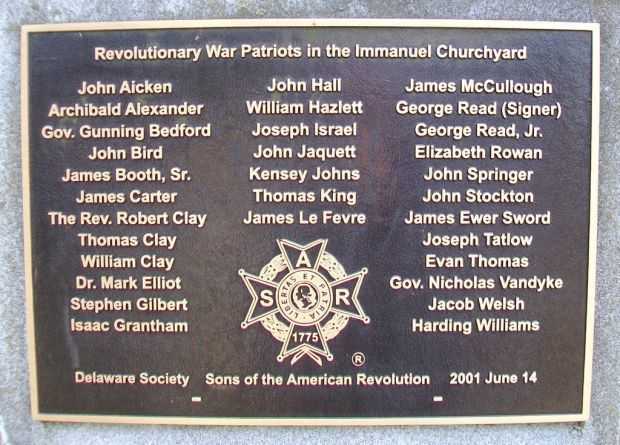 Revolutionary War Patriots in the Immanuel Churchyard
John Aicken
Archibald Alexander
Gov. Gunning Bedford
John Bird
James Booth, Sr.
James Carter
The Rev. Robert Clay
Thomas Clay
William Clay
Dr. Mark Elliot
Stephen Gilbert
Isaac Grantham
John Hall
William Hazlett
Joseph Israel
John Jaquett
Kensey Johns
Thomas King
James Le Fevre
James McCullough
George Read (Signer)
George Read, Jr.
Elizabeth Rowan
John Springer
John Stockton
James Ewer Sword
Joseph Tatlow
Evan Thomas
Gov. Nicholas Vandyke
Jacob Welsh
Harding Williams
SAR
LIBERTAS ET PATRIA
1775
®
Delaware Society Sons of the American Revolution 2001 June 14